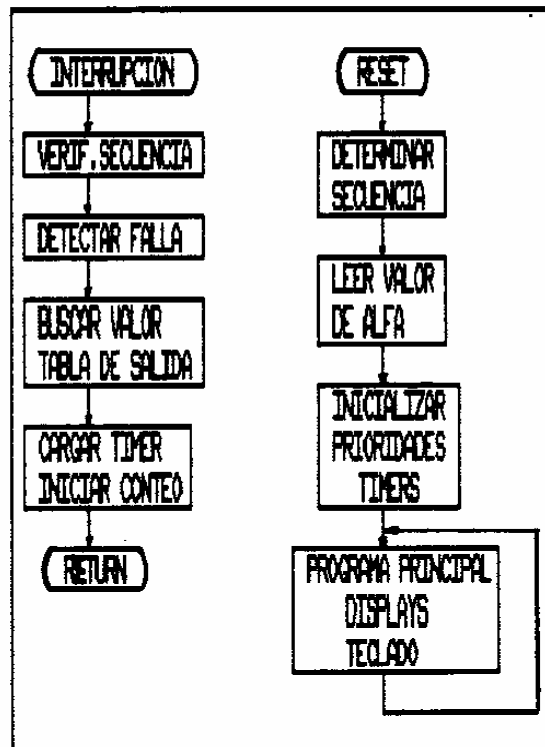 INTERRUPCION
VERIF.SECUENCIA
DETECTAR FALLA
BUSCAR VALOR
TABLA DE SALIDA
CARGAR TIMER
INICIAR CONTEO
RETURN
RESET
DETERMINAR
SECUENCIA
LEER VALOR
DE ALFA
INICIALIZAR
PRIORIDADES
TIMERS
PROGRAMA PRINCIPAL
DISPLAYS
TECLADO